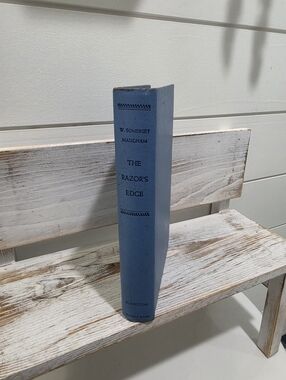 W. SOMERSET
MAUGHAM
THE
RAZOR'S
EDGE